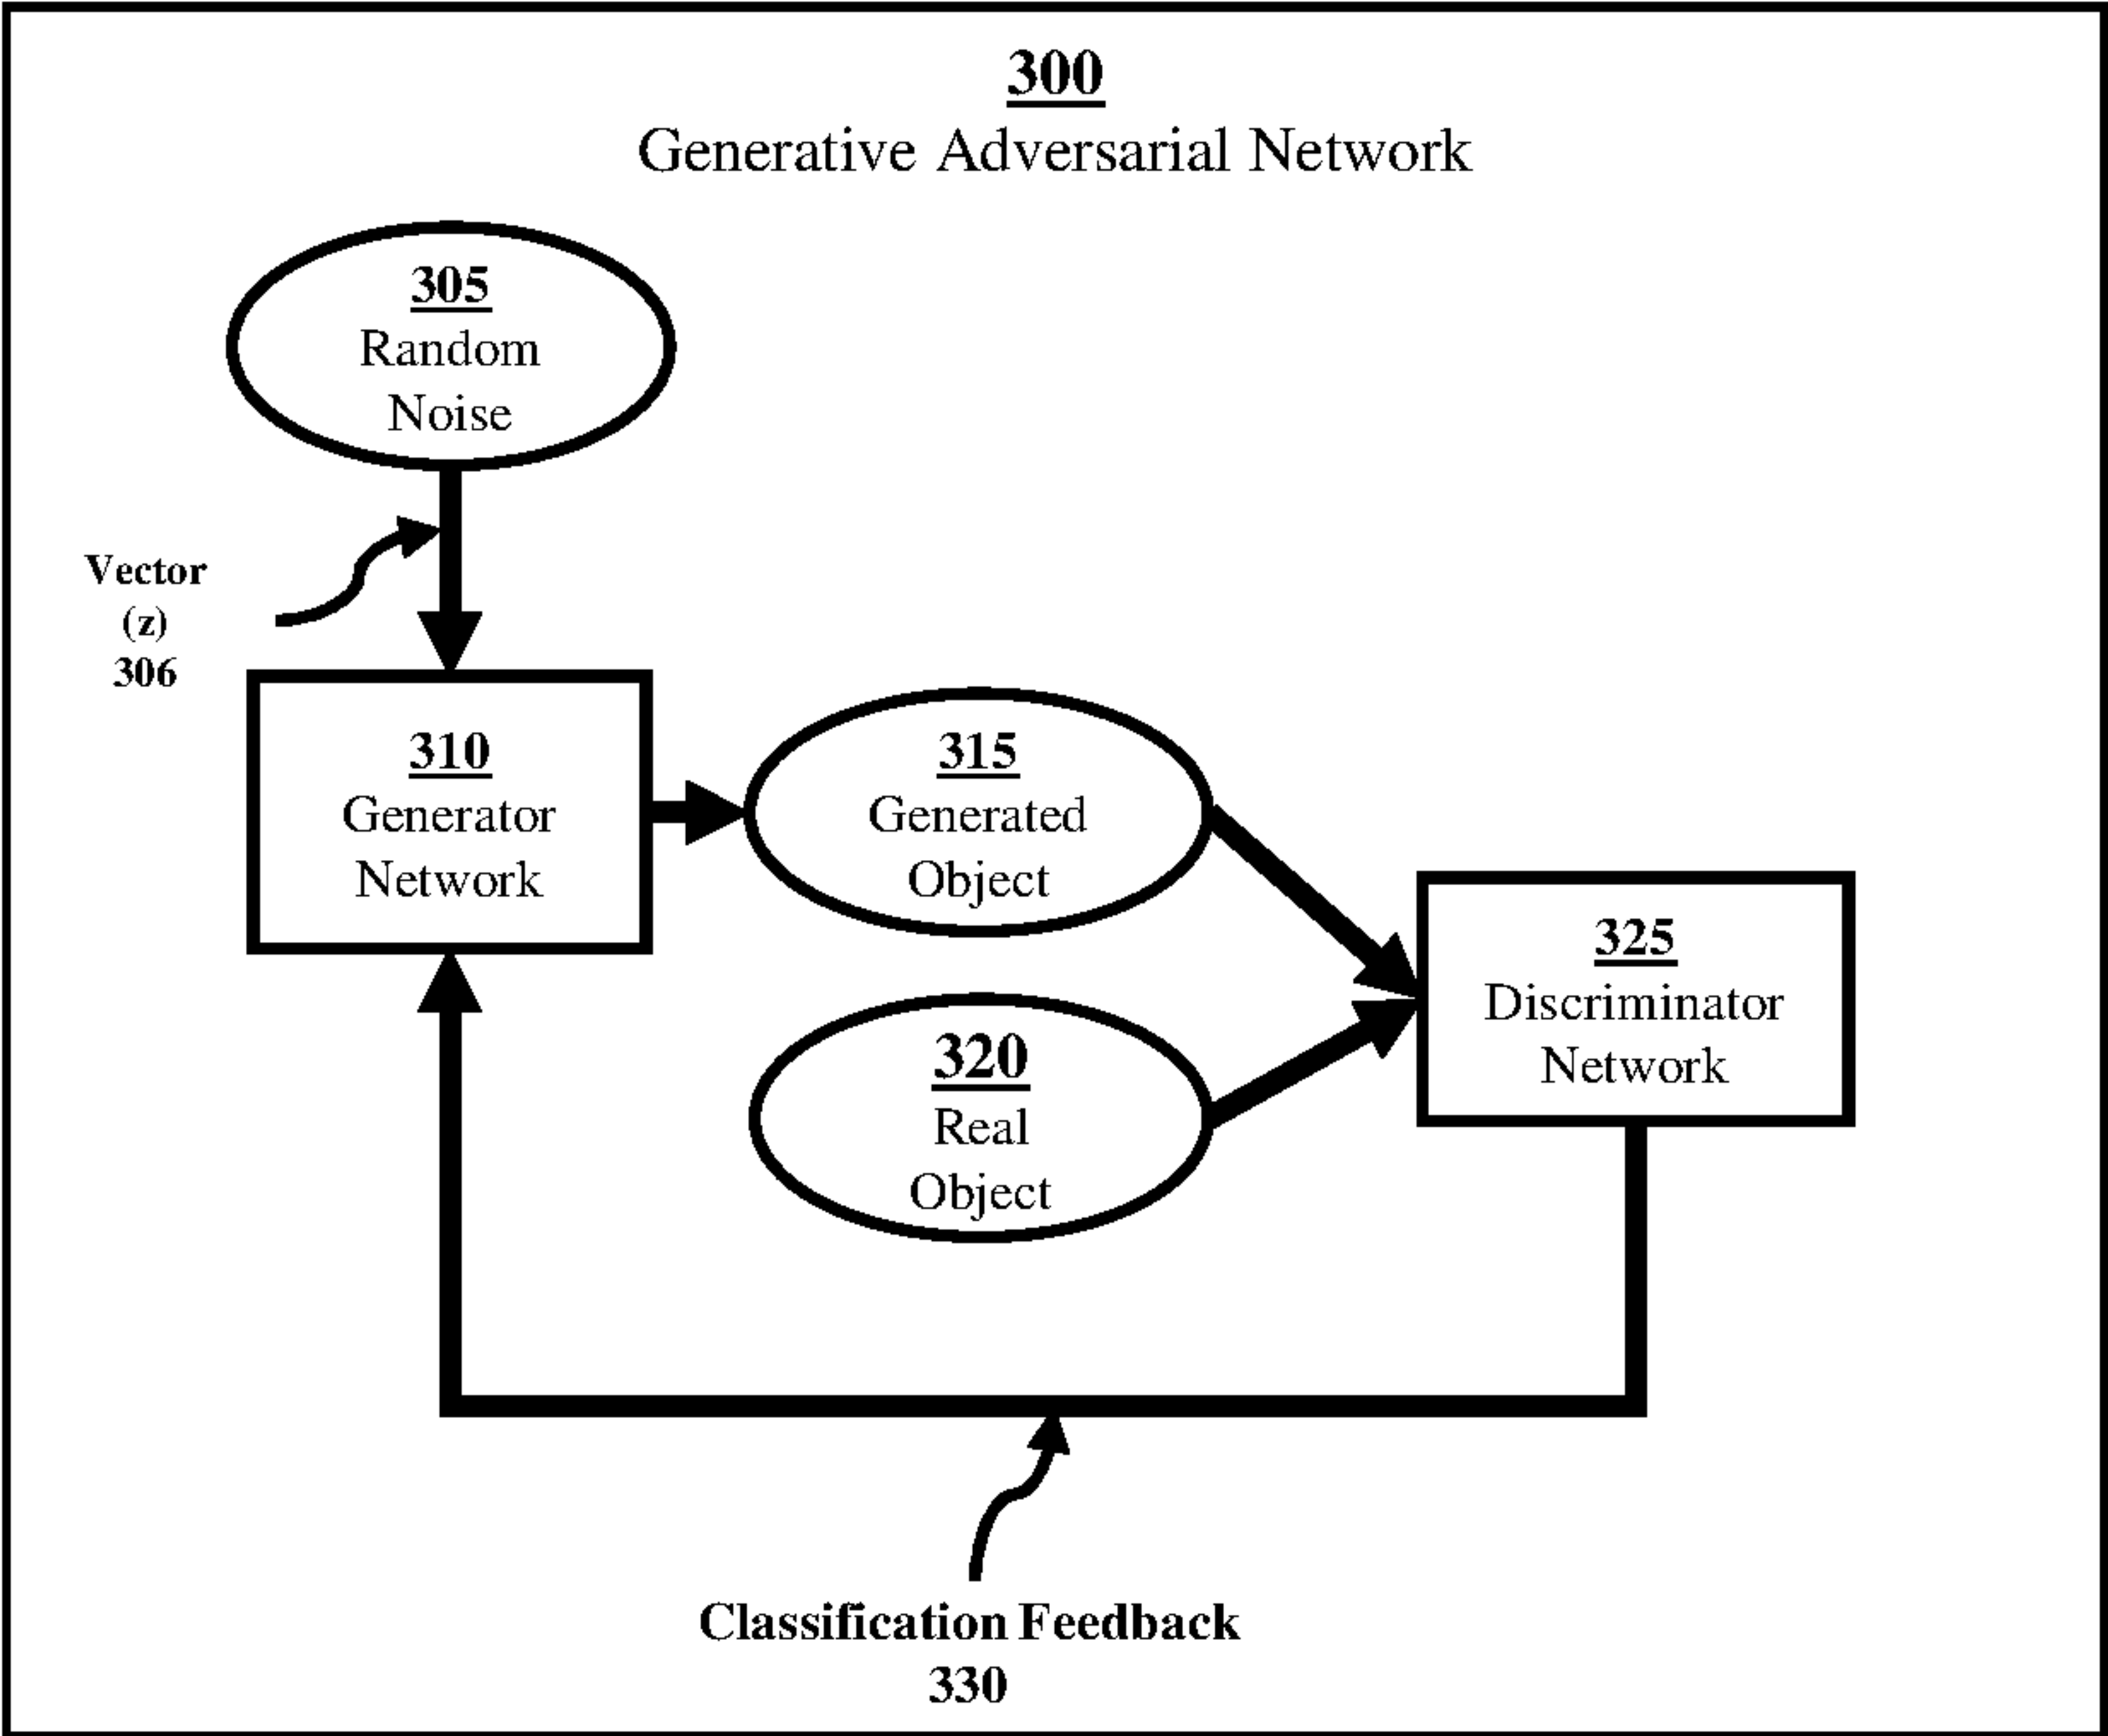 300
Generative Adversarial Network
305
Random
Noise
Vector
(z)
306
310
Generator
Network
315
Generated
Object
320
Real
Object
325
Discriminator
Network
Classification Feedback
330